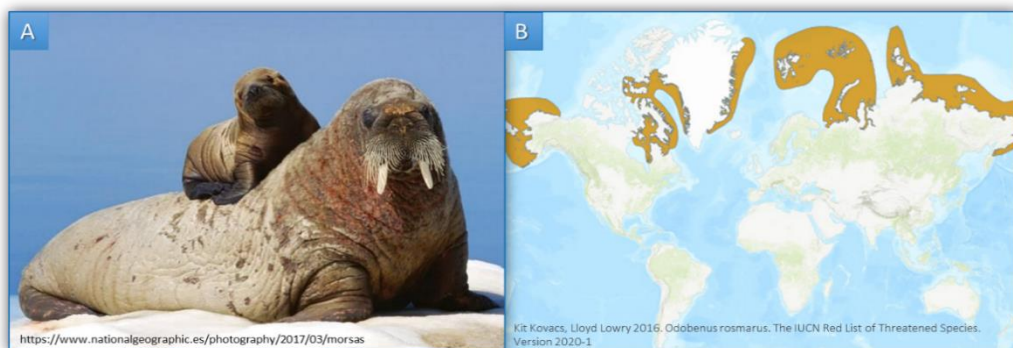 A
B
https://www.nationalgeographic.es/photography/2017/03/morsas
Kit Kovacs, Lloyd Lowry 2016. Odobenus rosmarus. The IUCN Red List of Threatened Species.
Version 2020-1